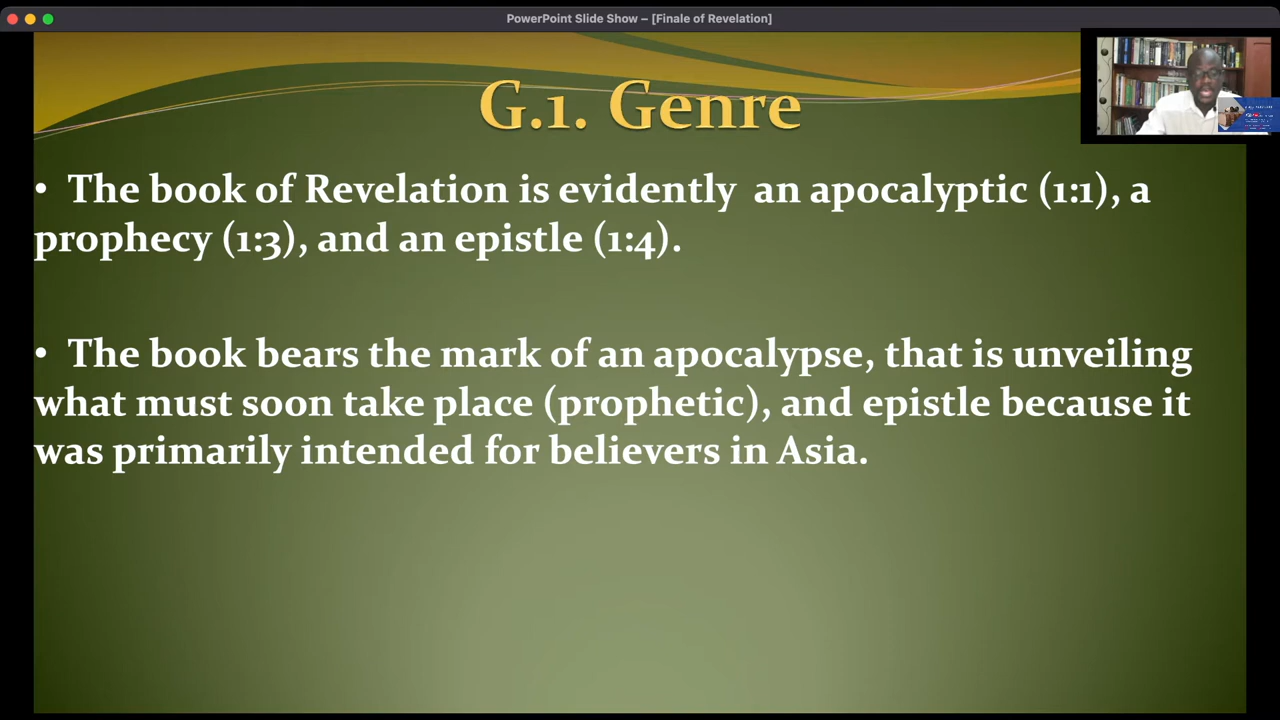 PowerPoint Slide Show – [Finale of Revelation]
G.1. Genre
• The book of Revelation is evidently an apocalyptic (1:1), a
prophecy (1:3), and an epistle (1:4).
• The book bears the mark of an apocalypse, that is unveiling
what must soon take place (prophetic), and epistle because it
was primarily intended for believers in Asia.